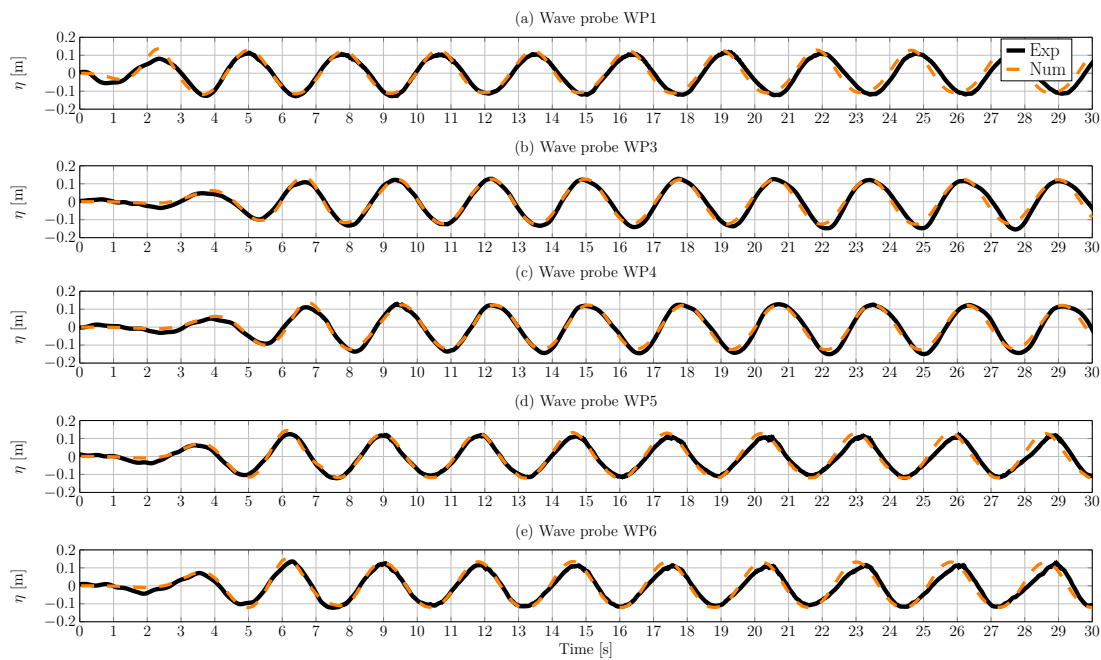 (a) Wave probe WP1
0.2
0.1
0
−0.1
−0.2
η [m]
Exp
Num
0 1 2 3 4 5 6 7 8 9 10 11 12 13 14 15 16 17 18 19 20 21 22 23 24 25 26 27 28 29 30
(b) Wave probe WP3
0.2
0.1
0
−0.1
−0.2
η [m]
0 1 2 3 4 5 6 7 8 9 10 11 12 13 14 15 16 17 18 19 20 21 22 23 24 25 26 27 28 29 30
(c) Wave probe WP4
0.2
0.1
0
−0.1
−0.2
η [m]
0 1 2 3 4 5 6 7 8 9 10 11 12 13 14 15 16 17 18 19 20 21 22 23 24 25 26 27 28 29 30
(d) Wave probe WP5
0.2
0.1
0
−0.1
−0.2
η [m]
0 1 2 3 4 5 6 7 8 9 10 11 12 13 14 15 16 17 18 19 20 21 22 23 24 25 26 27 28 29 30
(e) Wave probe WP6
0.2
0.1
0
−0.1
−0.2
η [m]
0 1 2 3 4 5 6 7 8 9 10 11 12 13 14 15 16 17 18 19 20 21 22 23 24 25 26 27 28 29 30
Time [s]